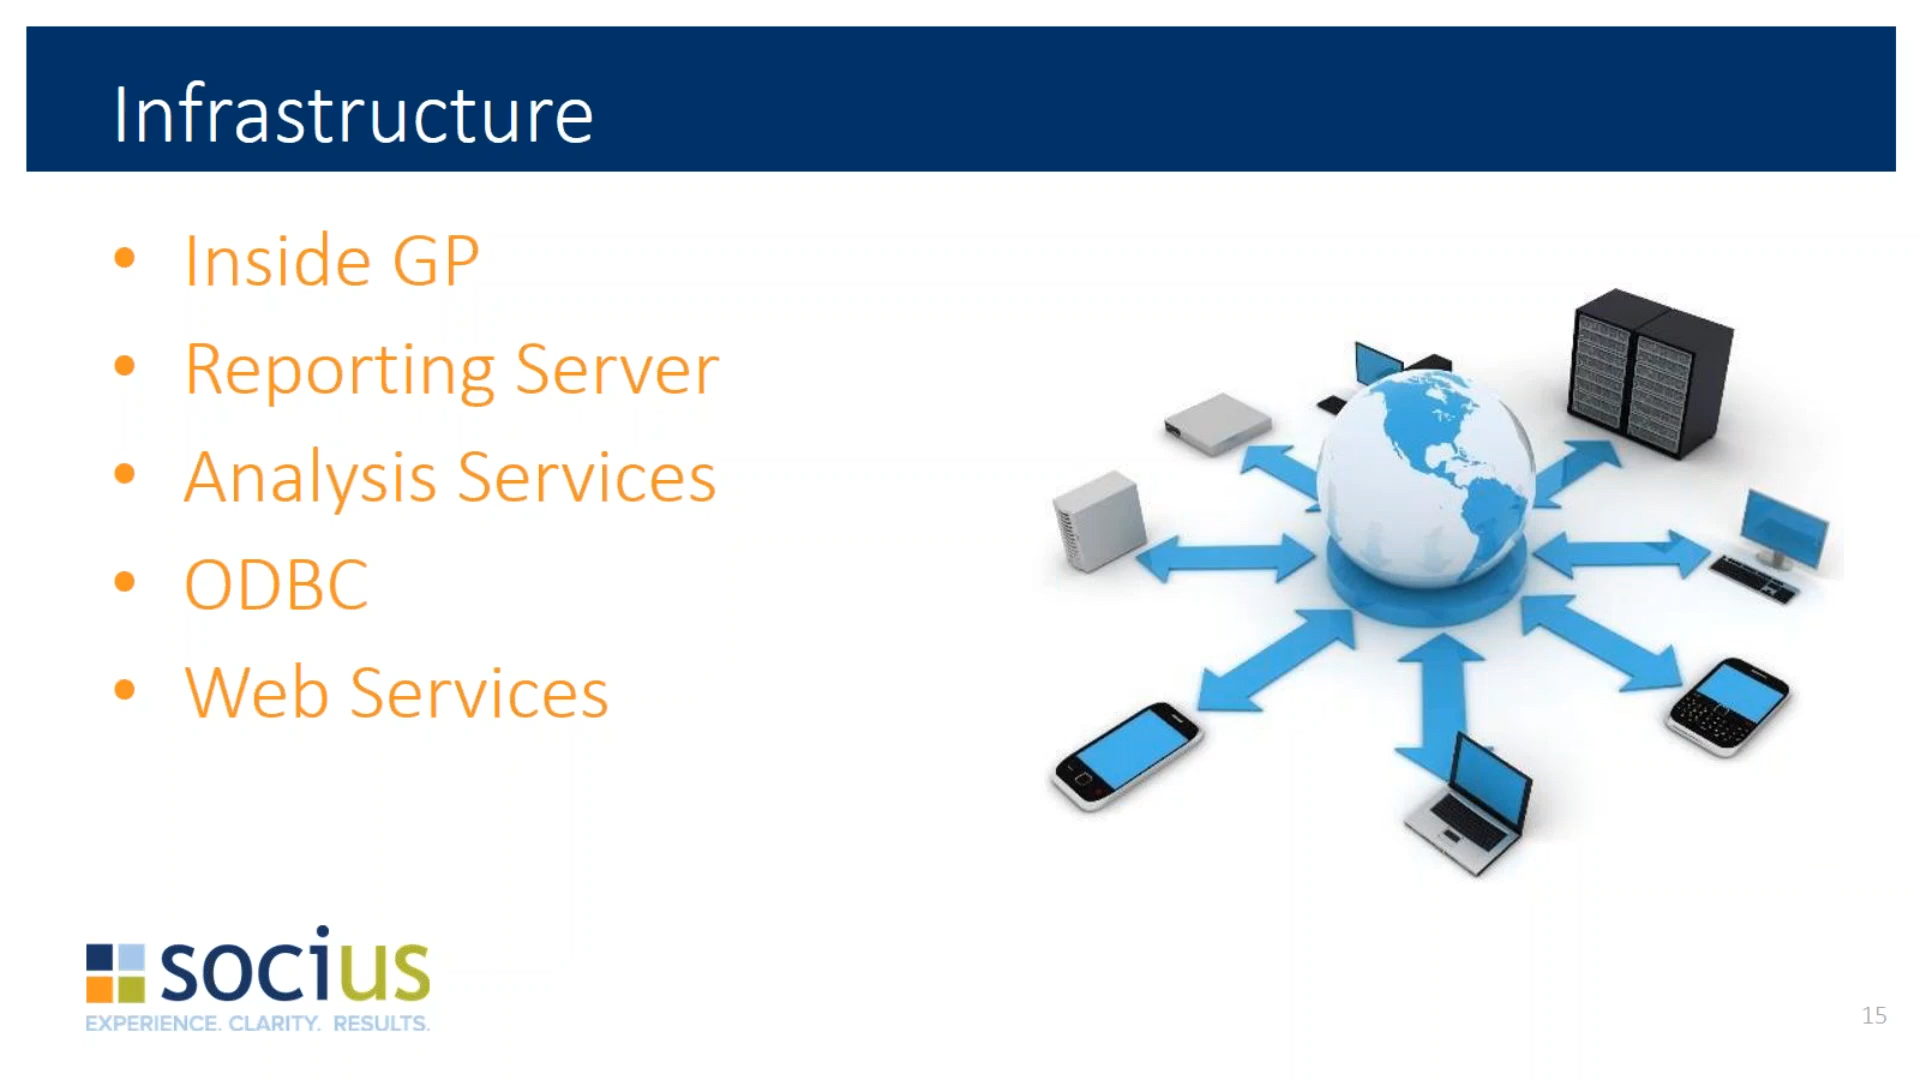 Infrastructure
• Inside GP
• Reporting Server
• Analysis Services
• ODBC
• Web Services
socius
EXPERIENCE. CLARITY. RESULTS.
15